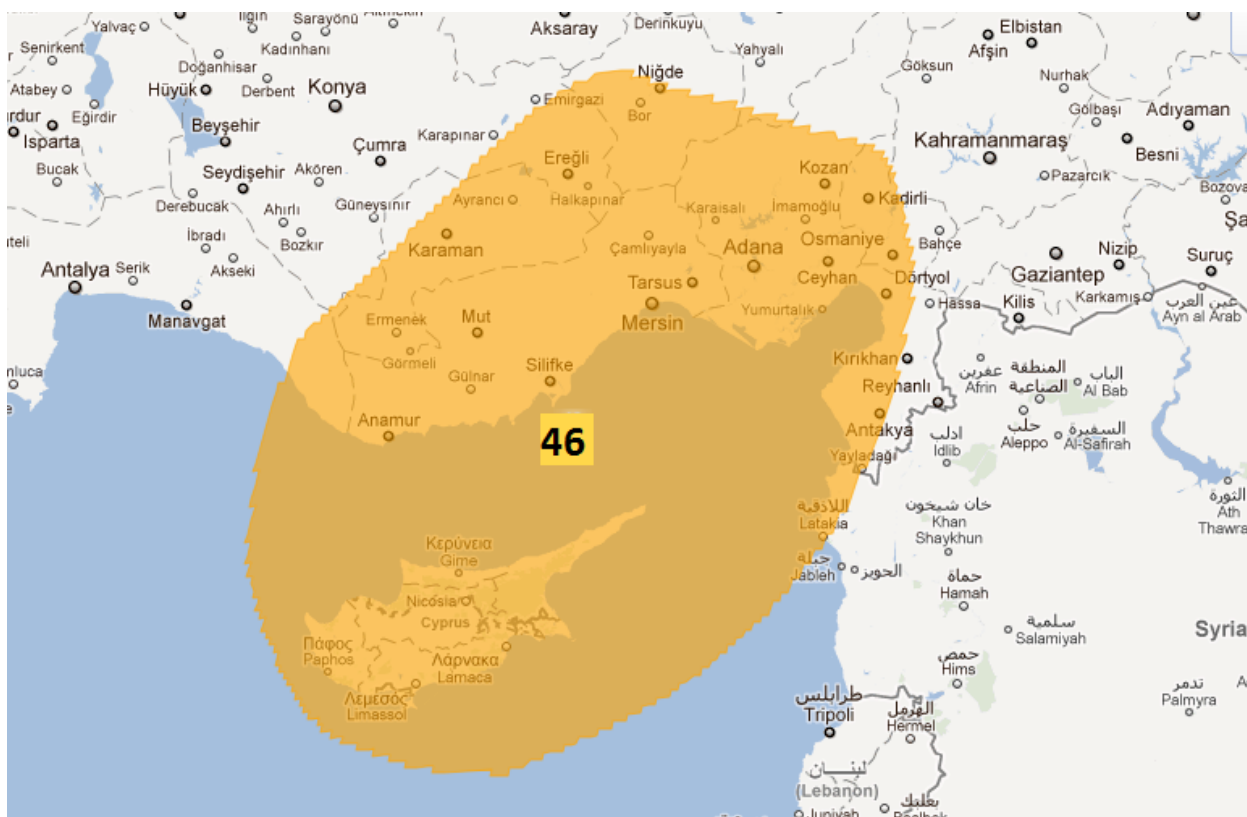 Ilgın
Sarayönü
Altınekin
Aksaray
Derinkuyu
Elbistan
Afşin
Yalvaç
Kadınhanı
Yahyalı
Göksun
Senirkent
Doğanhisar
Nurhak
Atabey
Hüyük
Derbent
Konya
Niğde
Emirgazi
Bor
Gölbaşı
Adıyaman
Eğirdir
Isparta
Beyşehir
Karapınar
Kahramanmaraş
Besni
Çumra
Bucak
Seydişehir
Akören
Ereğli
Kozan
Pazarcık
Derebucak
Güneysınır
Ayrancı
Halkapınar
Kadirli
Ahırlı
Bozkır
Karaisalı
İmamoğlu
İbradı
Karaman
Çamlıyayla
Adana
Osmaniye
Bahçe
Nizip
Akseki
Ceyhan
Gaziantep
Suruç
Antalya
Serik
Tarsus
Dörtyol
Karkamış
Manavgat
Mersin
Yumurtalık
Hassa
Kilis
عين العرب
Ayn al Arab
Ermenek
Mut
Görmeli
Gülnar
Silifke
Kırıkhan
Reyhanlı
عفرين
Afrin
المنطقة
الصناعية
الباب
Al Bab
Anamur
46
Antakya
ادلب
Idlib
حلب
Aleppo
السفيرة
Al-Safirah
Yayladağı
الثورة
Ath
Thawra
اللاذقية
Latakia
خان شيخون
Khan
Shaykhun
Κερύνεια
Girne
جبلة
Jableh
الحويز
حماة
Hamah
Nicosia
Cyprus
سلمية
Salamiyah
Syria
Πάφος
Paphos
Λάρνακα
Larnaca
حمص
Hims
Λεμεσός
Limassol
تدمر
Palmyra
طرابلس
Tripoli
الهرمل
Hermel
لبنان
(Lebanon)
Juniyah
بعلبك